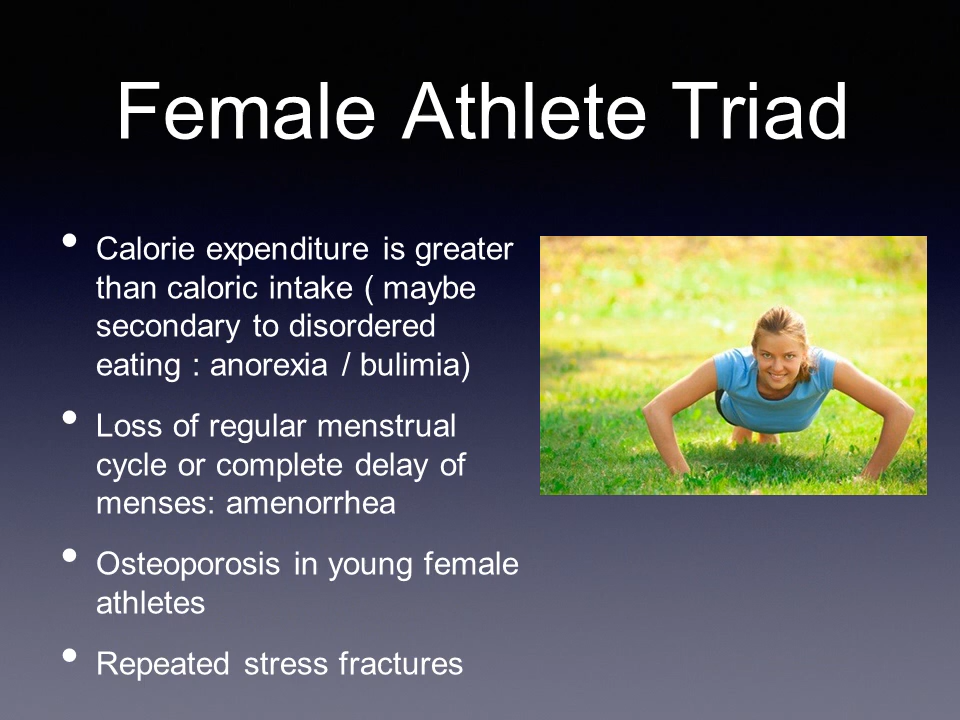 Female Athlete Triad
• Calorie expenditure is greater
than caloric intake ( maybe
secondary to disordered
eating : anorexia / bulimia)
• Loss of regular menstrual
cycle or complete delay of
menses: amenorrhea
• Osteoporosis in young female
athletes
• Repeated stress fractures